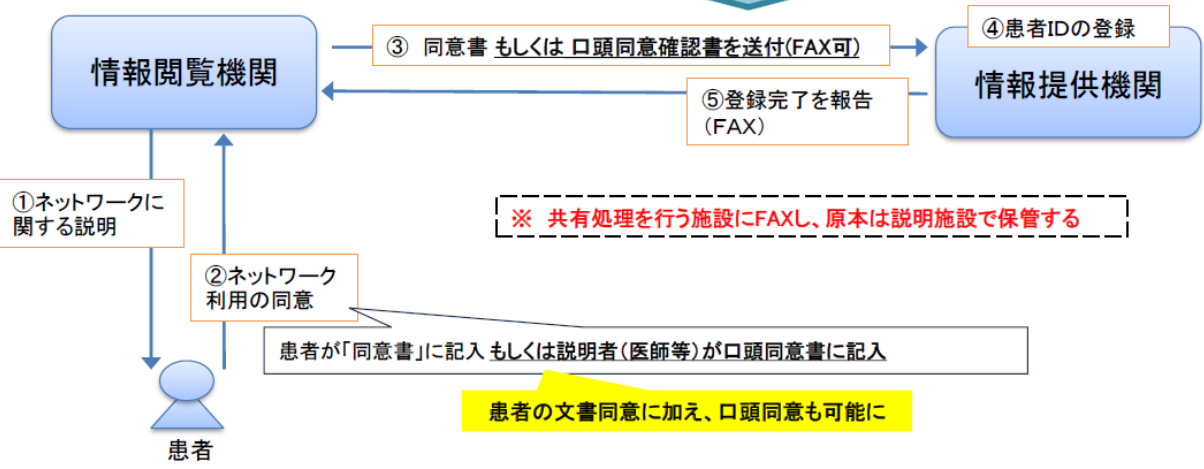 情報閲覧機関
③ 同意書 もしくは 口頭同意確認書を送付(FAX可)
④患者IDの登録
情報提供機関
⑤登録完了を報告
(FAX)
①ネットワークに
関する説明
※ 共有処理を行う施設にFAXし、原本は説明施設で保管する
②ネットワーク
利用の同意
患者が「同意書」に記入 もしくは説明者(医師等)が口頭同意書に記入
患者の文書同意に加え、口頭同意も可能に
患者